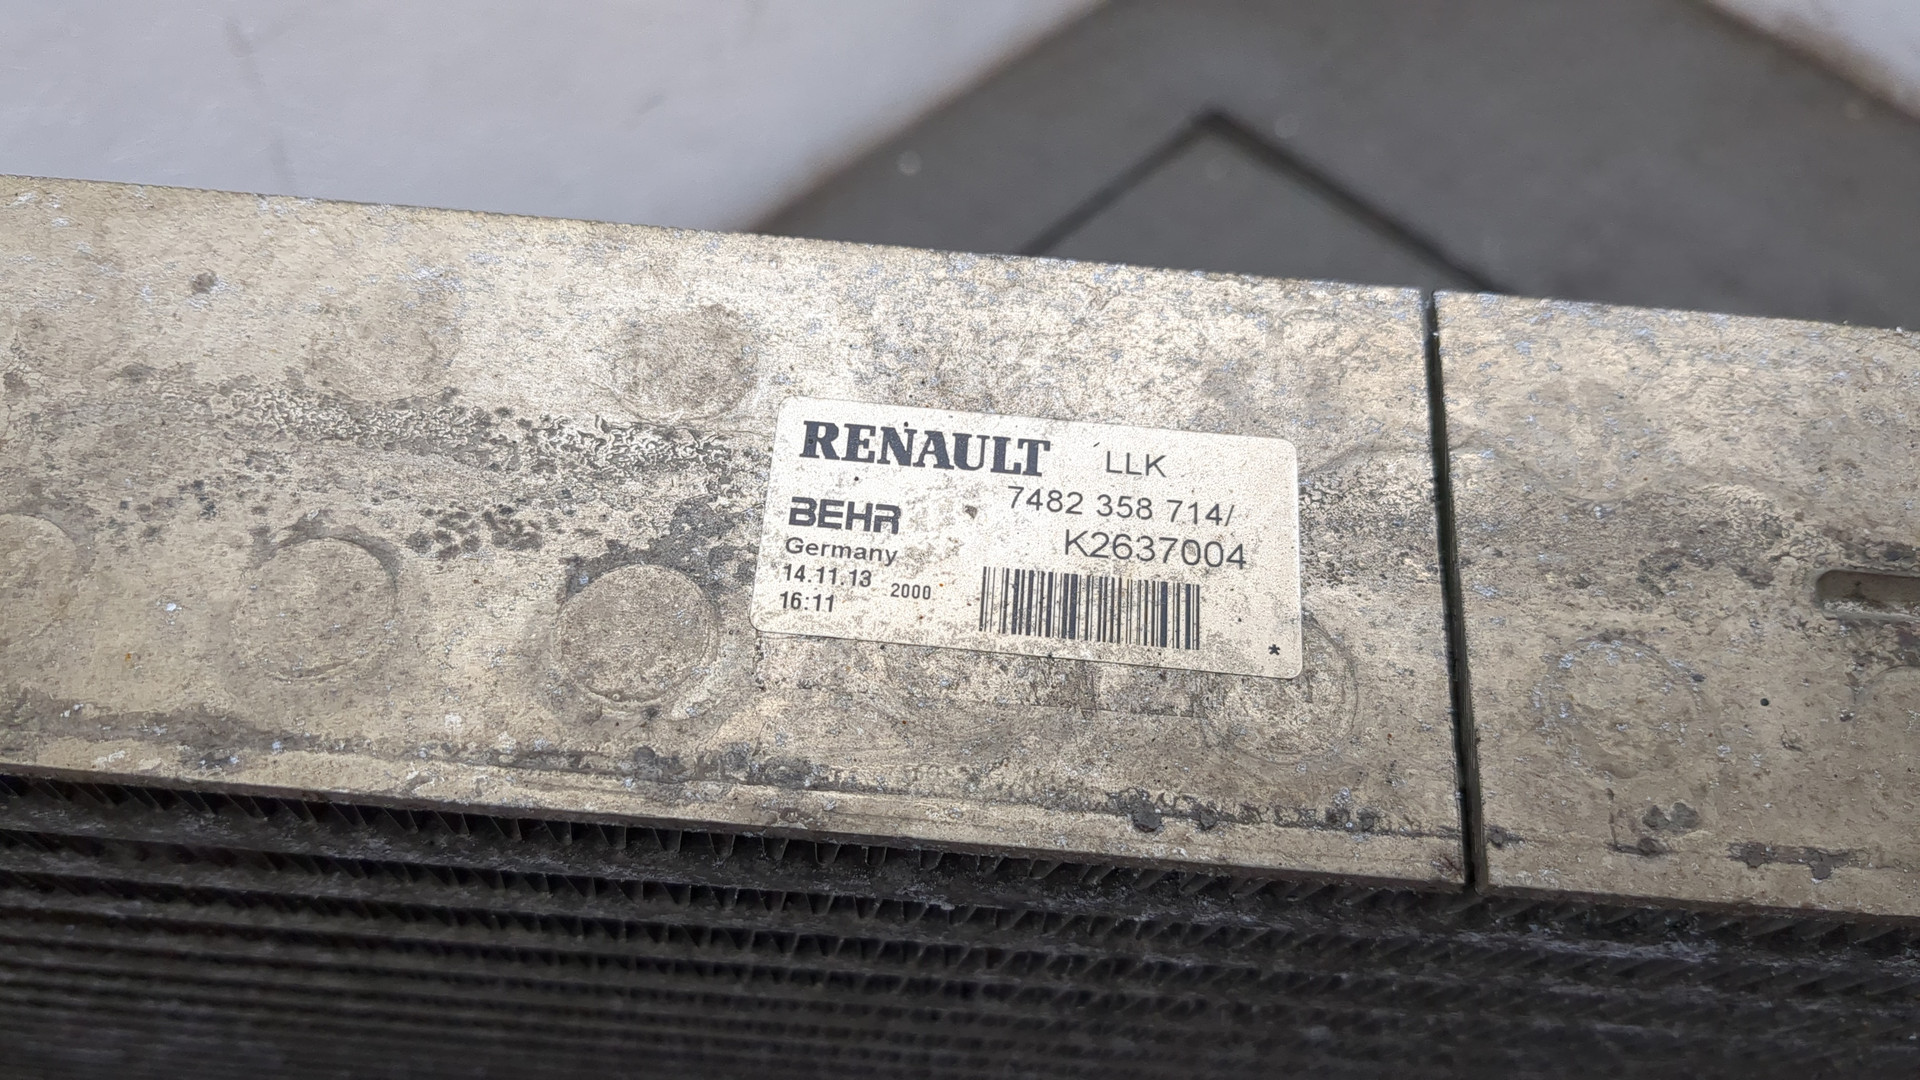 RENAULT LLK
7482 358 714/
BEHR
K2637004
Germany
14.11.13 2000
16:11
*